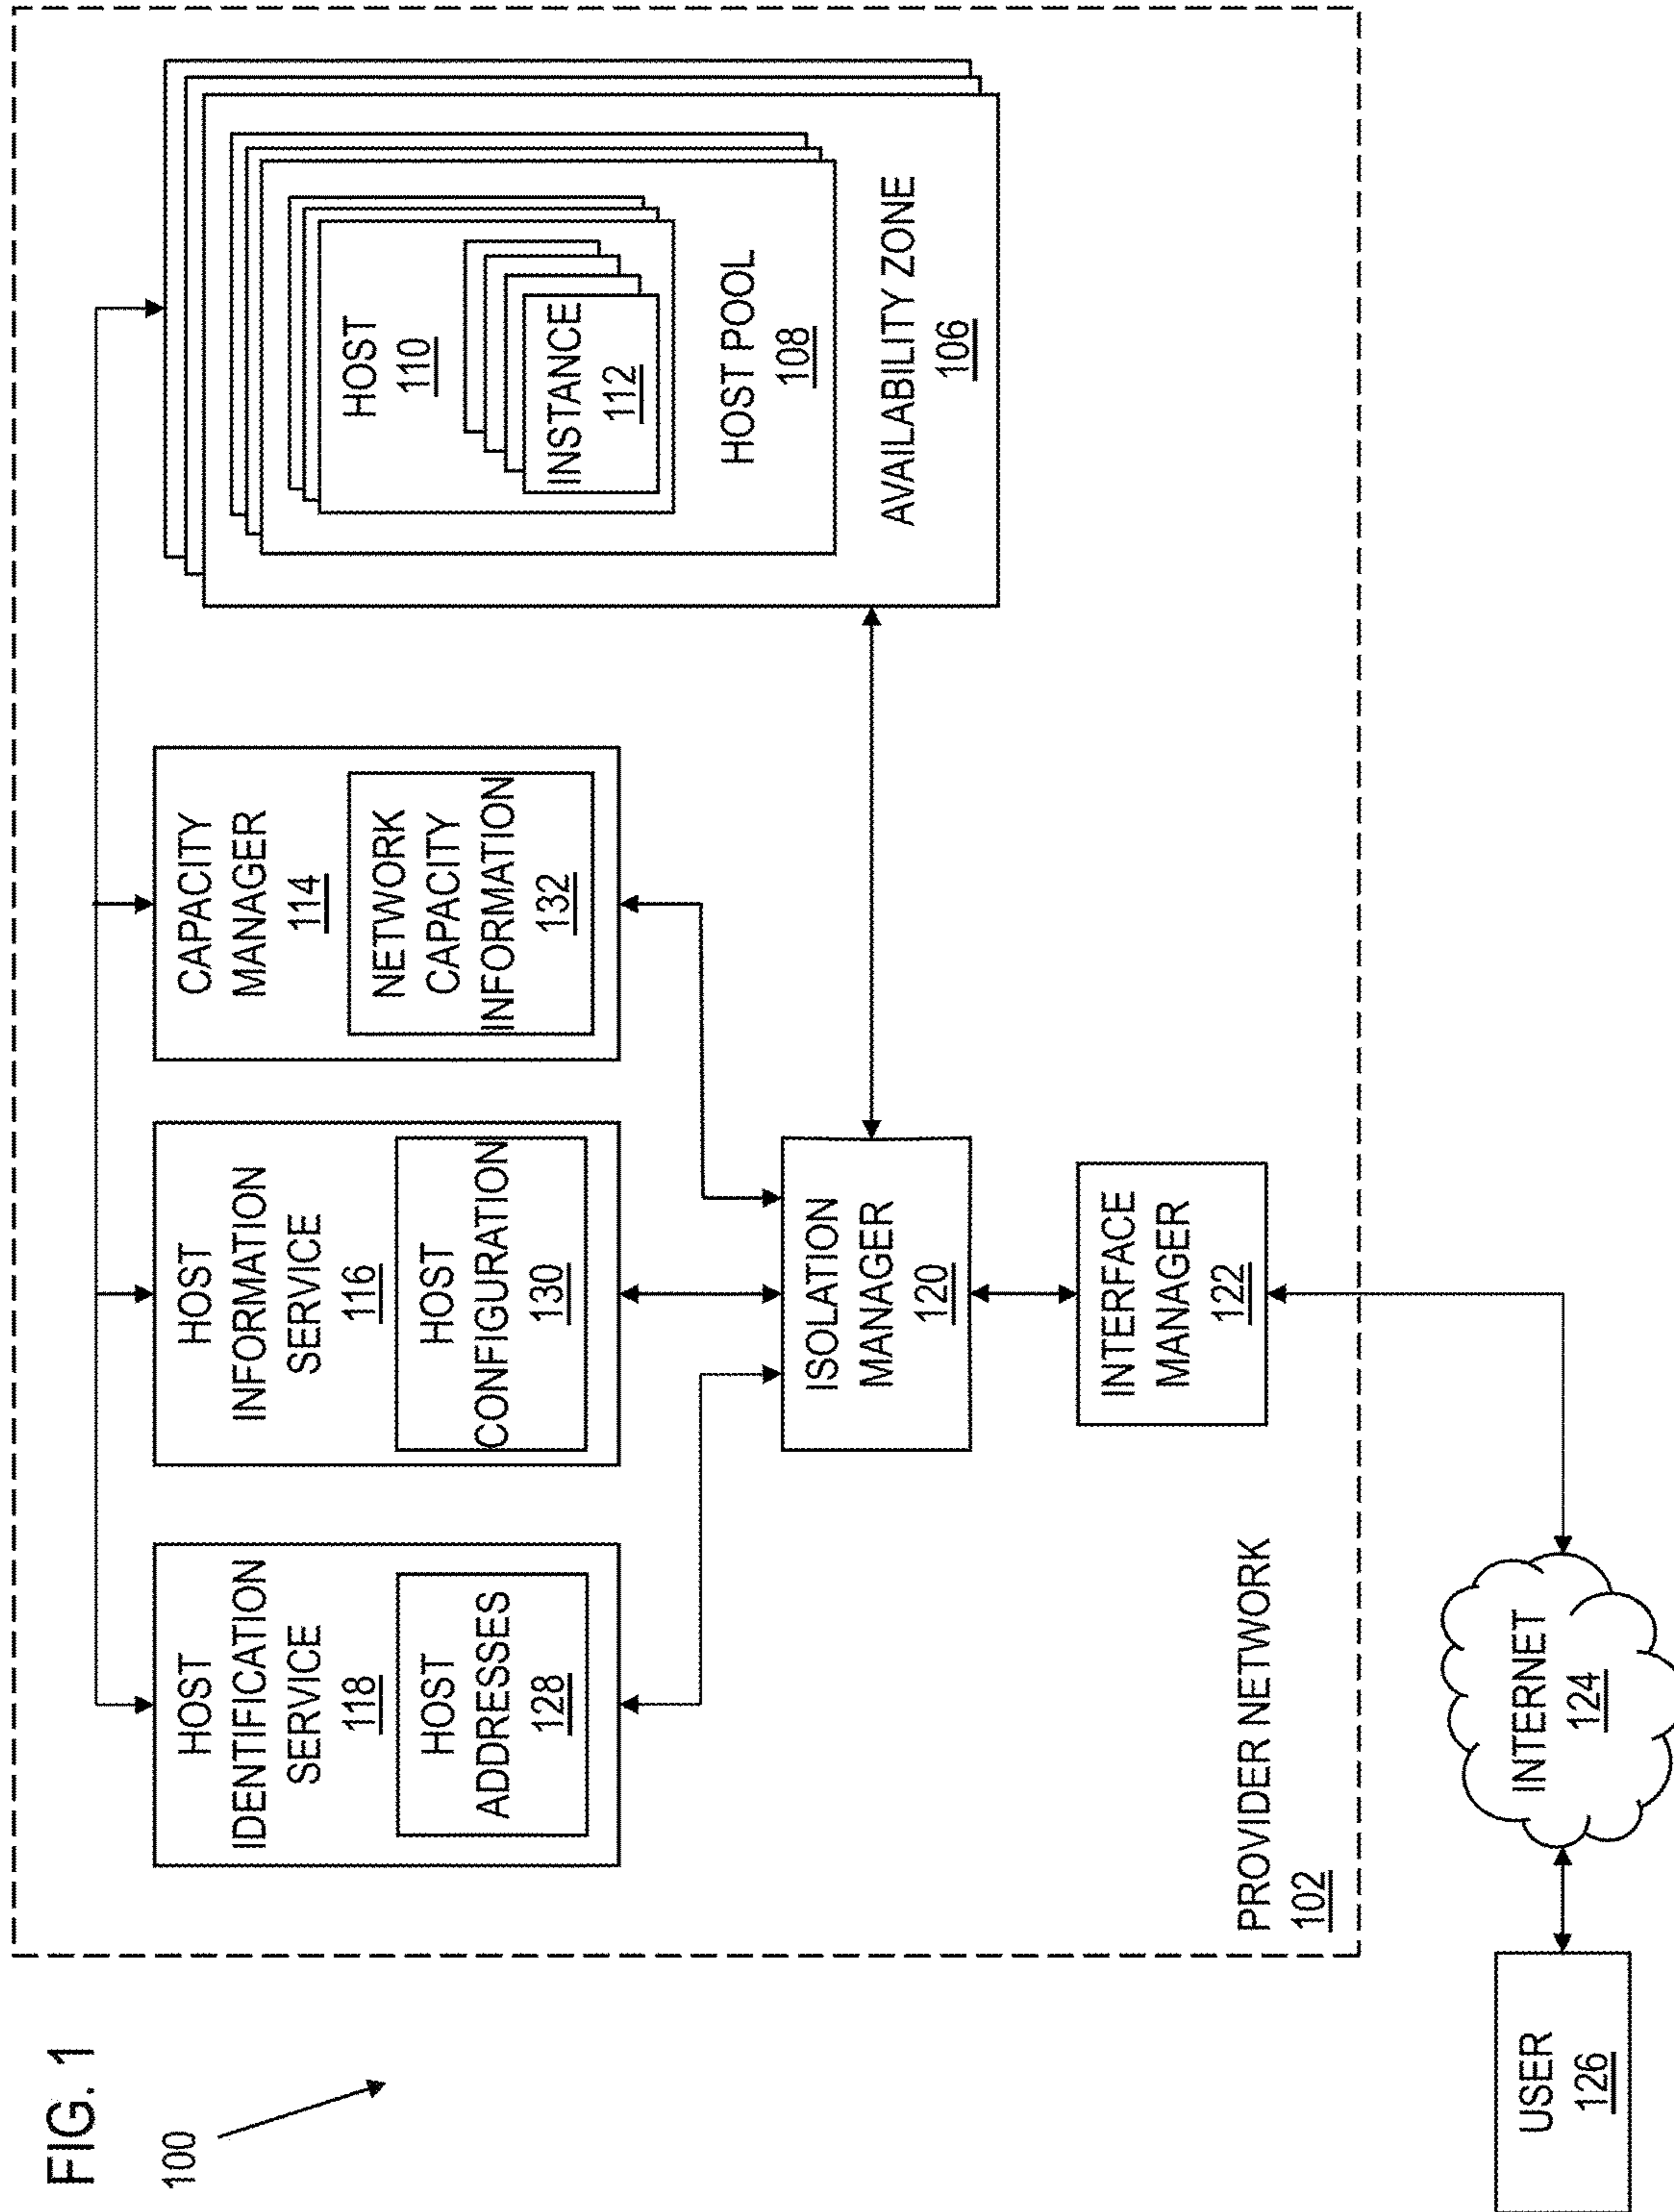 FIG. 1
100
HOST
IDENTIFICATION
SERVICE
118
HOST
ADDRESSES
128
HOST
INFORMATION
SERVICE
116
HOST
CONFIGURATION
130
CAPACITY
MANAGER
114
NETWORK
CAPACITY
INFORMATION
132
HOST
110
INSTANCE
112
HOST POOL
108
AVAILABILITY ZONE
106
ISOLATION
MANAGER
120
INTERFACE
MANAGER
122
PROVIDER NETWORK
102
USER
126
INTERNET
124